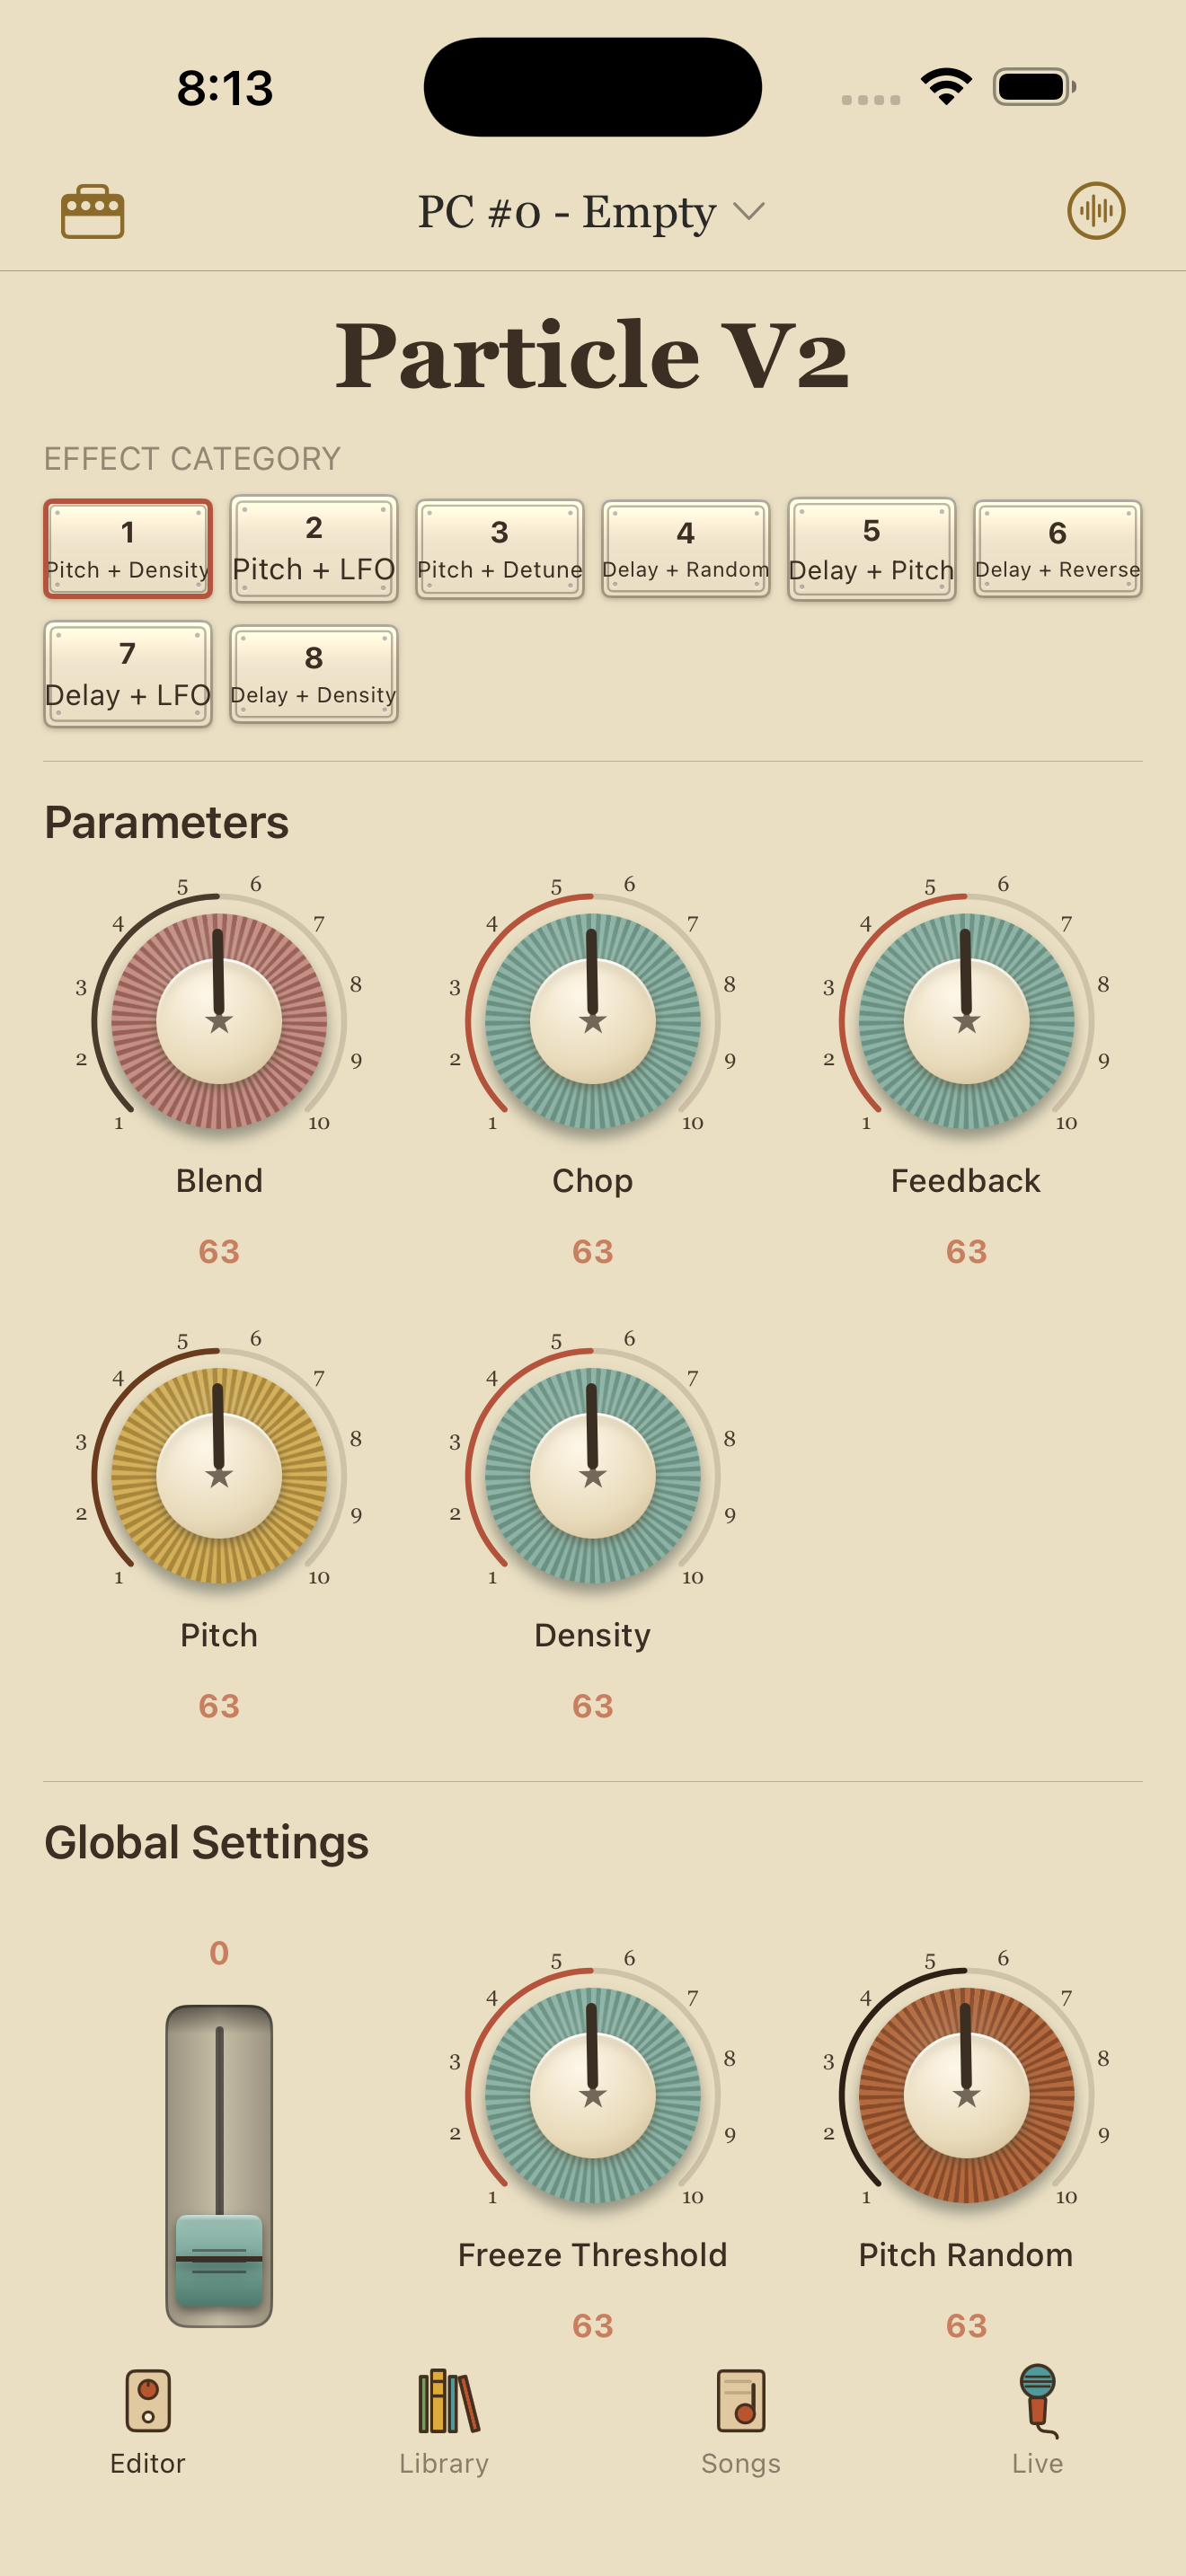 8:13
PC #0 - Empty
Particle V2
EFFECT CATEGORY
1 2 3 4 5 6
Pitch + Density Pitch + LFO Pitch + Detune Delay + Random Delay + Pitch Delay + Reverse
7 8
Delay + LFO Delay + Density
Parameters
1 2 3 4 5 6 7 8 9 10
1 2 3 4 5 6 7 8 9 10
1 2 3 4 5 6 7 8 9 10
Blend Chop Feedback
63 63 63
1 2 3 4 5 6 7 8 9 10
1 2 3 4 5 6 7 8 9 10
Pitch Density
63 63
Global Settings
0
1 2 3 4 5 6 7 8 9 10
1 2 3 4 5 6 7 8 9 10
Freeze Threshold Pitch Random
63 63
Editor Library Songs Live